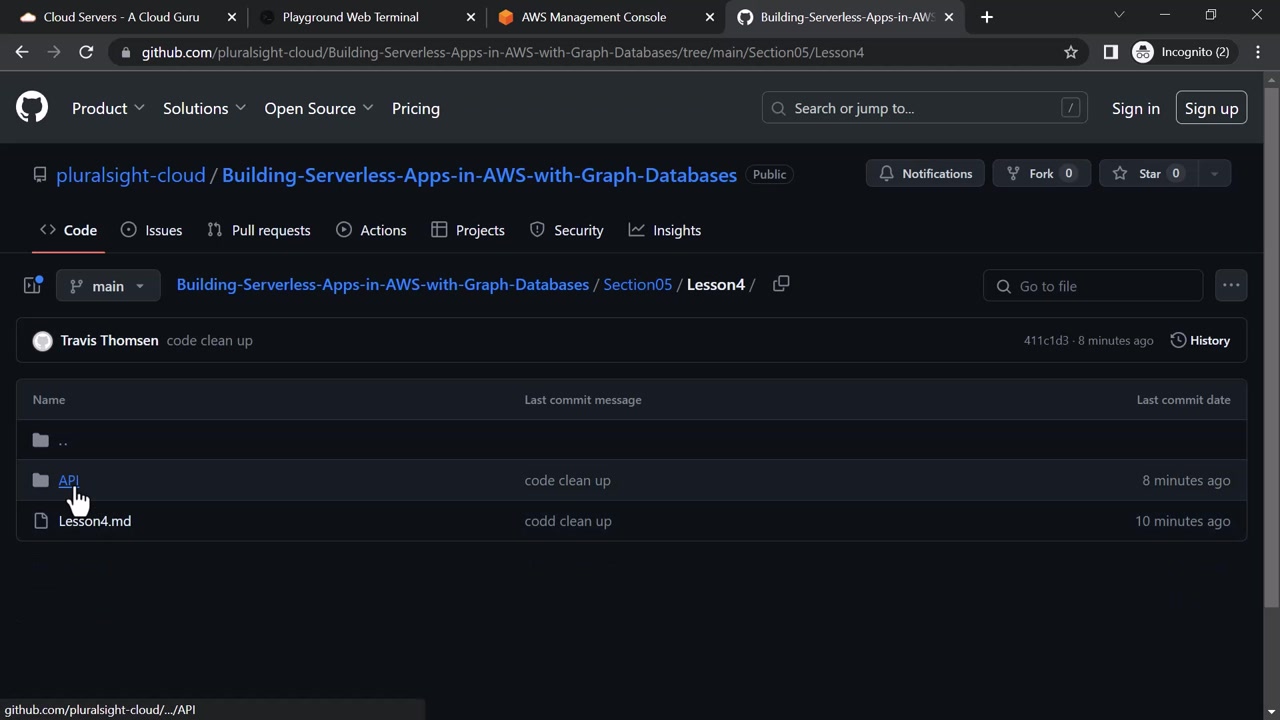 Cloud Servers - A Cloud Guru
Playground Web Terminal
AWS Management Console
Building-Serverless-Apps-in-AWS
github.com/pluralsight-cloud/Building-Serverless-Apps-in-AWS-with-Graph-Databases/tree/main/Section05/Lesson4
Incognito (2)
Product
Solutions
Open Source
Pricing
Search or jump to...
/
Sign in
Sign up
pluralsight-cloud / Building-Serverless-Apps-in-AWS-with-Graph-Databases Public
Notifications
Fork 0
Star 0
Code
Issues
Pull requests
Actions
Projects
Security
Insights
main
Building-Serverless-Apps-in-AWS-with-Graph-Databases / Section05 / Lesson4 /
Go to file
Travis Thomsen code clean up
411c1d3 · 8 minutes ago
History
Name Last commit message Last commit date
..
API code clean up 8 minutes ago
Lesson4.md codd clean up 10 minutes ago
github.com/pluralsight-cloud/.../API